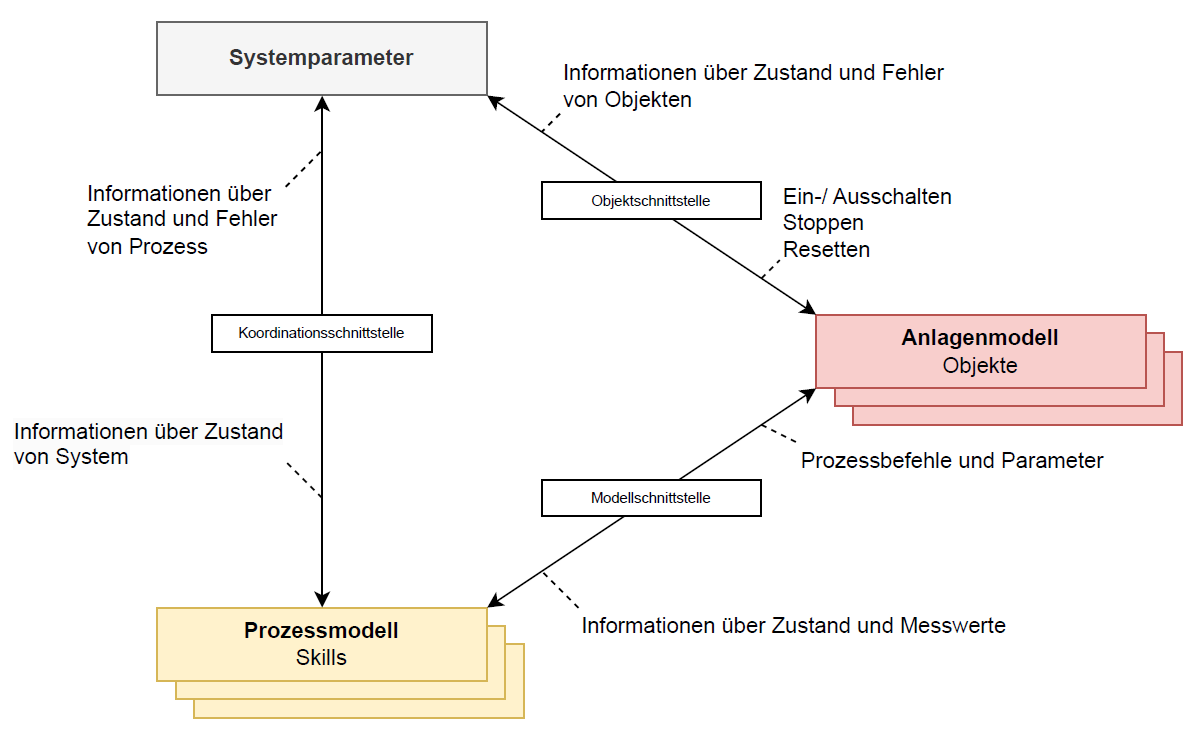 Systemparameter
Informationen über Zustand und Fehler
von Objekten
Informationen über
Zustand und Fehler
von Prozess
Objektschnittstelle
Ein-/ Ausschalten
Stoppen
Resetten
Koordinationsschnittstelle
Anlagenmodell
Objekte
Informationen über Zustand
von System
Prozessbefehle und Parameter
Modellschnittstelle
Prozessmodell
Skills
Informationen über Zustand und Messwerte